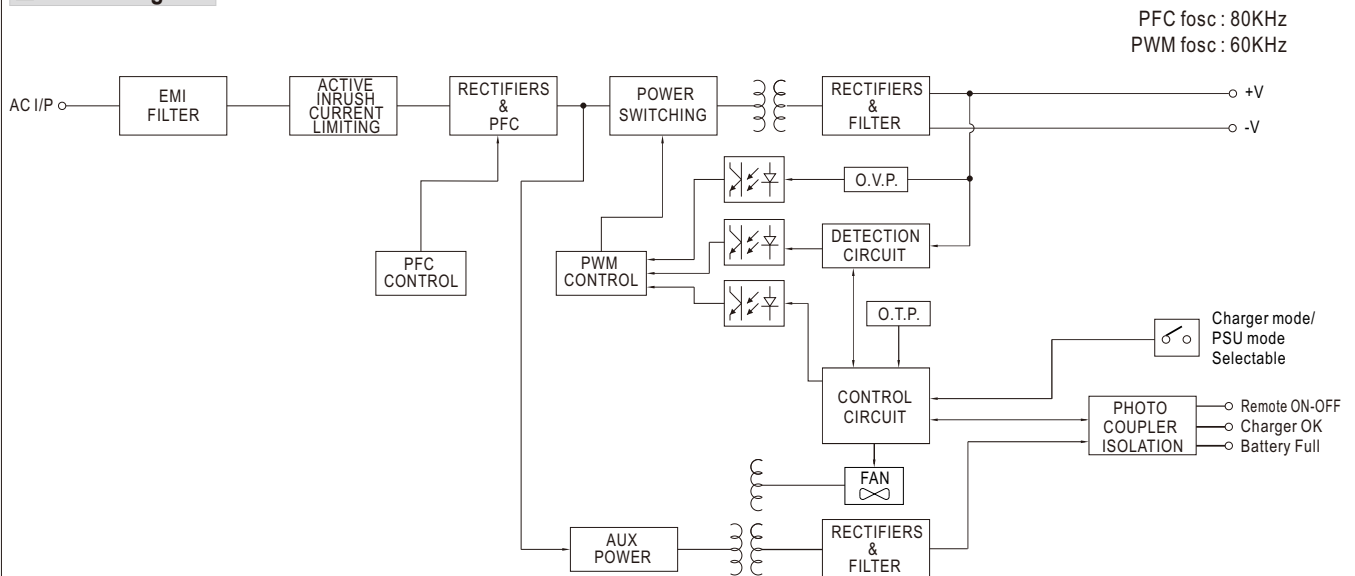 PFC fosc : 80KHz
PWM fosc : 60KHz
AC I/P
EMI
FILTER
ACTIVE
INRUSH
CURRENT
LIMITING
RECTIFIERS
&
PFC
POWER
SWITCHING
RECTIFIERS
&
FILTER
+V
-V
O.V.P.
PFC
CONTROL
PWM
CONTROL
DETECTION
CIRCUIT
O.T.P.
Charger mode/
PSU mode
Selectable
CONTROL
CIRCUIT
PHOTO
COUPLER
ISOLATION
Remote ON-OFF
Charger OK
Battery Full
FAN
AUX
POWER
RECTIFIERS
&
FILTER